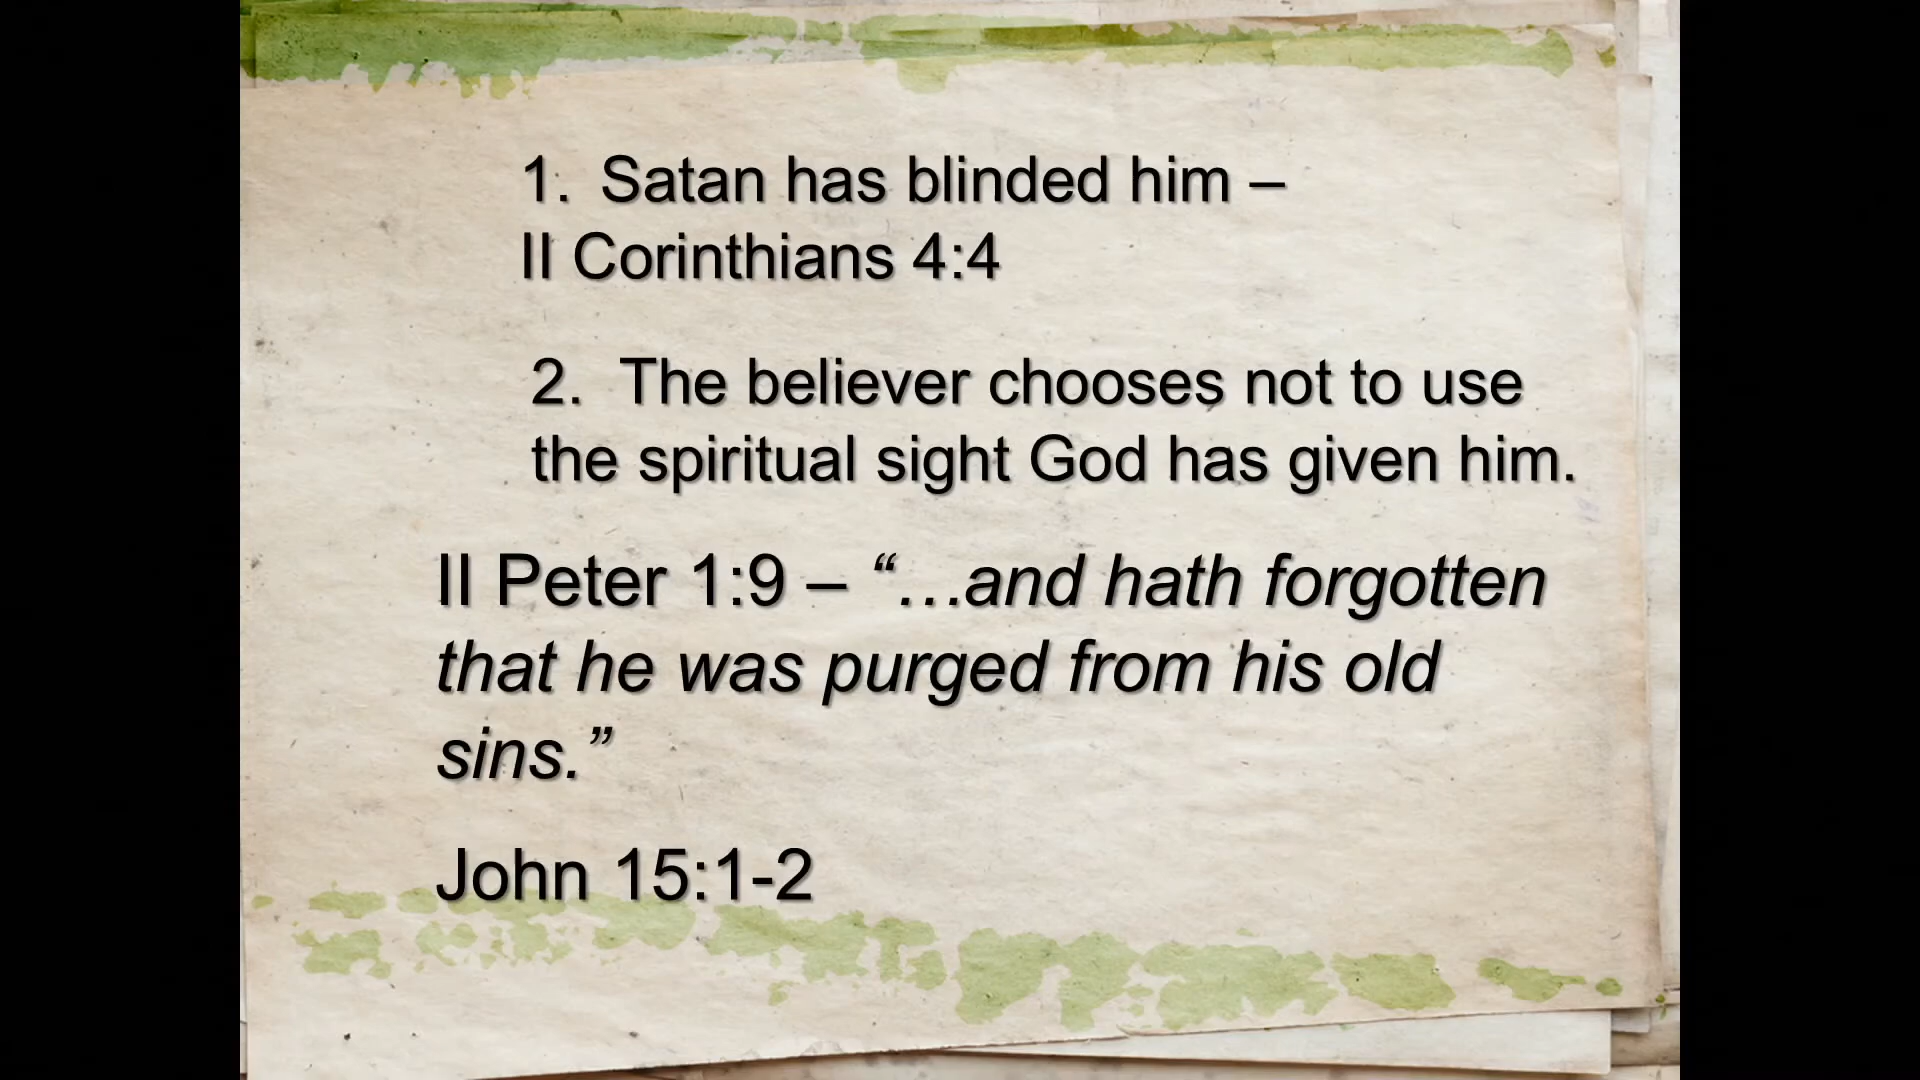 1. Satan has blinded him –
II Corinthians 4:4
2. The believer chooses not to use
the spiritual sight God has given him.
II Peter 1:9 – “…and hath forgotten
that he was purged from his old
sins.”
John 15:1-2